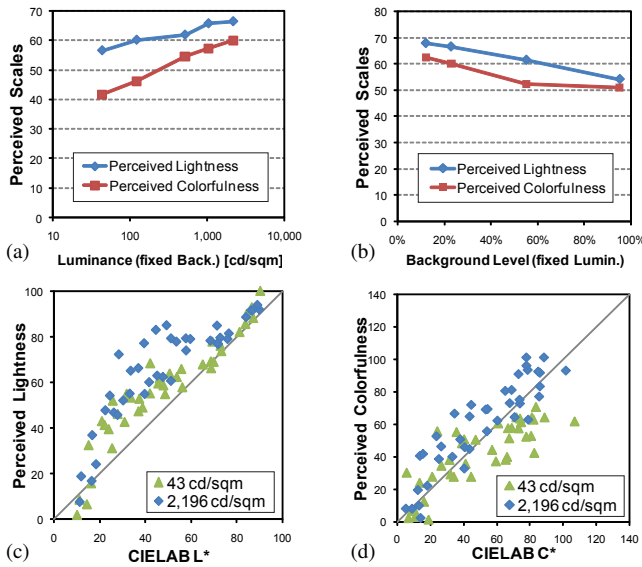 (a)
Perceived Scales
70
60
50
40
30
20
10
0
10
100
1,000
10,000
Luminance (fixed Back.) [cd/sqm]
Perceived Lightness
Perceived Colorfulness
(b)
Perceived Scales
80
70
60
50
40
30
20
10
0
0%
20%
40%
60%
80%
100%
Background Level (fixed Lumin.)
Perceived Lightness
Perceived Colorfulness
(c)
Perceived Lightness
100
80
60
40
20
0
0
20
40
60
80
100
CIELAB L*
43 cd/sqm
2,196 cd/sqm
(d)
Perceived Colorfulness
140
120
100
80
60
40
20
0
0
20
40
60
80
100
120
140
CIELAB C*
43 cd/sqm
2,196 cd/sqm